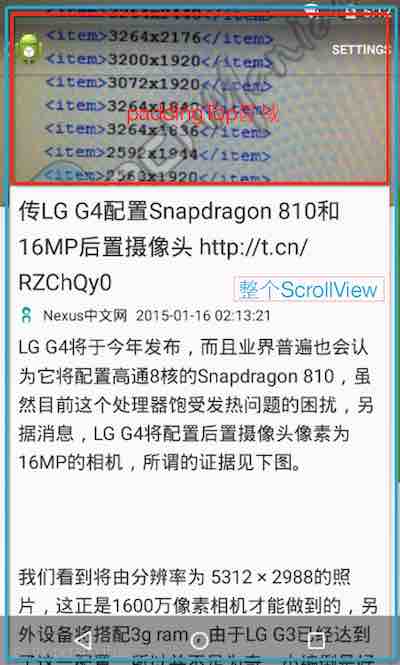 <item>3264x2176</item>
SETTINGS
<item>3200x1920</item>
<item>3072x1920</item>
<item>3264x1840</item>
paddingTop区域
<item>3264x1836</item>
<item>2592x1944</item>
<item>2560x1920</item>
传LG G4配置Snapdragon 810和
16MP后置摄像头 http://t.cn/
RZChQy0
整个ScrollView
Nexus中文网 2015-01-16 02:13:21
LG G4将于今年发布，而且业界普遍也会认
为它将配置高通8核的Snapdragon 810，虽
然目前这个处理器饱受发热问题的困扰，另
据消息，LG G4将配置后置摄像头像素为
16MP的相机，所谓的证据见下图。
我们看到将由分辨率为 5312 × 2988的照
片，这正是1600万像素相机才能做到的，另
外设备将搭配3g ram，由于LG G3已经达到